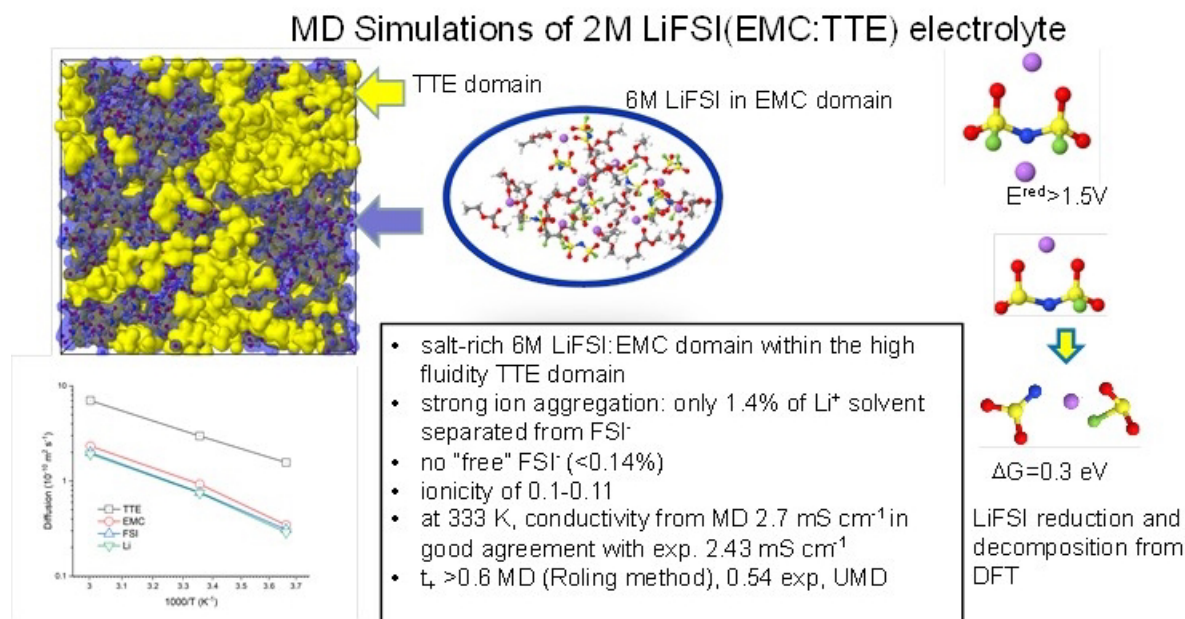 MD Simulations of 2M LiFSI(EMC:TTE) electrolyte
TTE domain
6M LiFSI in EMC domain
E^red>1.5V
• salt-rich 6M LiFSI:EMC domain within the high
fluidity TTE domain
• strong ion aggregation: only 1.4% of Li⁺ solvent
separated from FSI⁻
• no "free" FSI⁻ (<0.14%)
• ionicity of 0.1-0.11
• at 333 K, conductivity from MD 2.7 mS cm⁻¹ in
good agreement with exp. 2.43 mS cm⁻¹
• t₊ >0.6 MD (Roling method), 0.54 exp, UMD
ΔG=0.3 eV
LiFSI reduction and
decomposition from
DFT
10
1
0.1
Diffusion (10⁻¹⁰ m² s⁻¹)
TTE
EMC
FSI
Li
3.0 3.1 3.2 3.3 3.4 3.5 3.6 3.7
1000/T (K⁻¹)